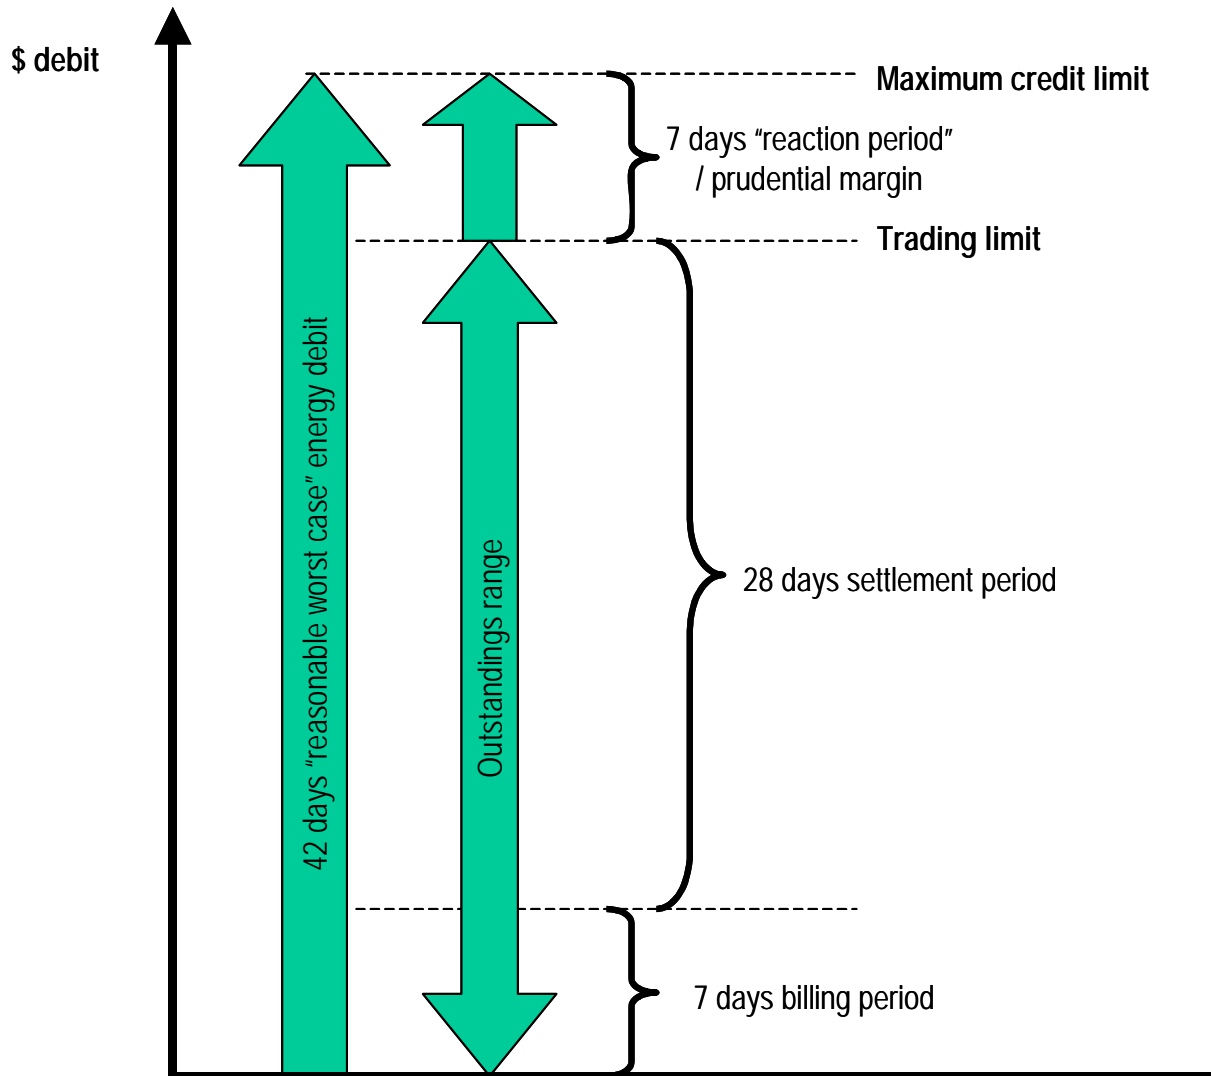 $ debit
Maximum credit limit
7 days “reaction period”
/ prudential margin
Trading limit
42 days “reasonable worst case” energy debit
Outstandings range
28 days settlement period
7 days billing period